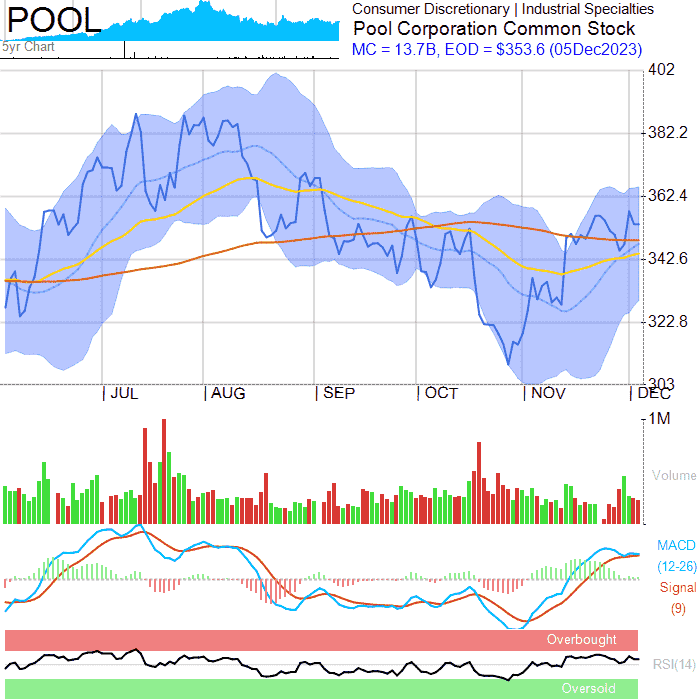 POOL
5yr Chart
Consumer Discretionary | Industrial Specialties
Pool Corporation Common Stock
MC = 13.7B, EOD = $353.6 (05Dec2023)
402
382.2
362.4
342.6
322.8
303
JUL
AUG
SEP
OCT
NOV
DEC
1M
Volume
MACD
(12-26)
Signal
(9)
Overbought
RSI(14)
Oversold